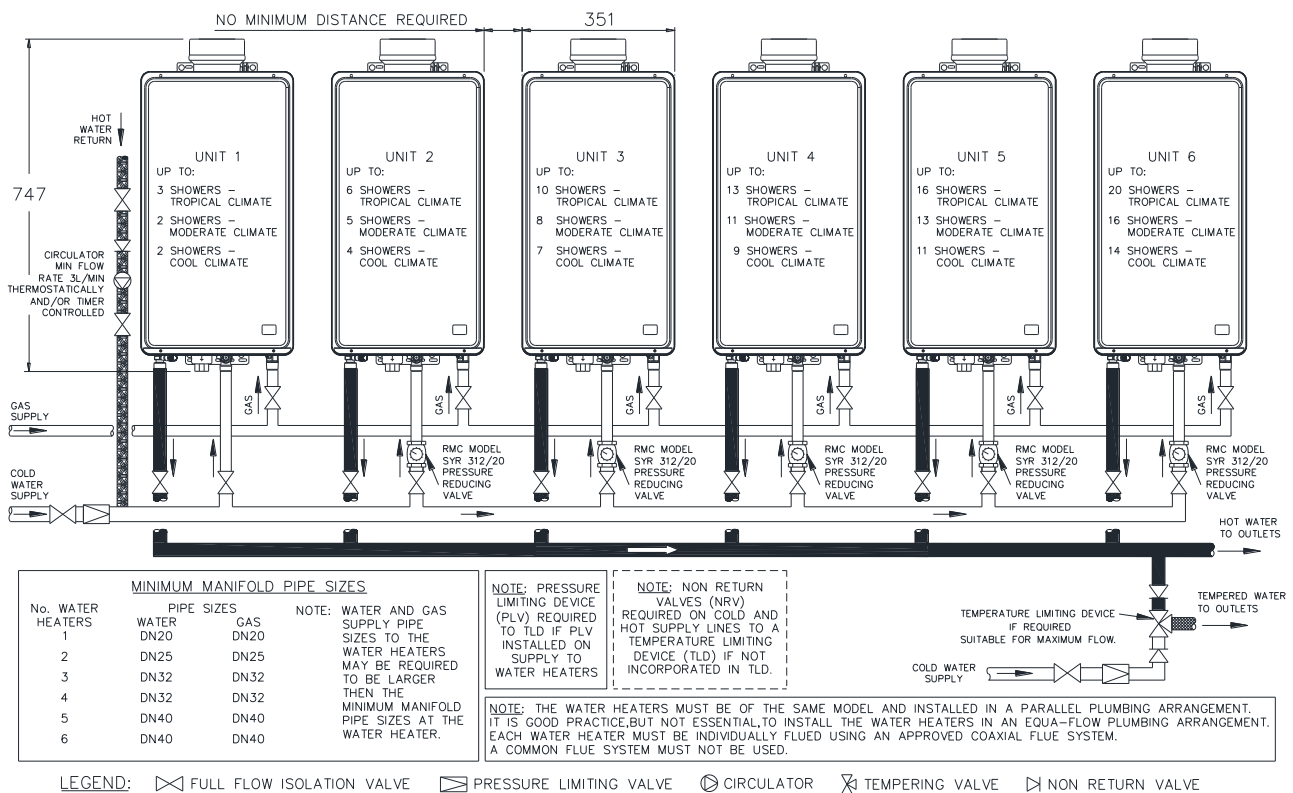 NO MINIMUM DISTANCE REQUIRED
351
747
HOT
WATER
RETURN
CIRCULATOR
MIN FLOW
RATE 3L/MIN
THERMOSTATICALLY
AND/OR TIMER
CONTROLLED
GAS
SUPPLY
COLD
WATER
SUPPLY
UNIT 1
UP TO:
3 SHOWERS –
TROPICAL CLIMATE
2 SHOWERS –
MODERATE CLIMATE
2 SHOWERS –
COOL CLIMATE
UNIT 2
UP TO:
6 SHOWERS –
TROPICAL CLIMATE
5 SHOWERS –
MODERATE CLIMATE
4 SHOWERS –
COOL CLIMATE
UNIT 3
UP TO:
10 SHOWERS –
TROPICAL CLIMATE
8 SHOWERS –
MODERATE CLIMATE
7 SHOWERS –
COOL CLIMATE
UNIT 4
UP TO:
13 SHOWERS –
TROPICAL CLIMATE
11 SHOWERS –
MODERATE CLIMATE
9 SHOWERS –
COOL CLIMATE
UNIT 5
UP TO:
16 SHOWERS –
TROPICAL CLIMATE
13 SHOWERS –
MODERATE CLIMATE
11 SHOWERS –
COOL CLIMATE
UNIT 6
UP TO:
20 SHOWERS –
TROPICAL CLIMATE
16 SHOWERS –
MODERATE CLIMATE
14 SHOWERS –
COOL CLIMATE
GAS
GAS
GAS
GAS
GAS
GAS
RMC MODEL
SYR 312/20
PRESSURE
REDUCING
VALVE
RMC MODEL
SYR 312/20
PRESSURE
REDUCING
VALVE
RMC MODEL
SYR 312/20
PRESSURE
REDUCING
VALVE
RMC MODEL
SYR 312/20
PRESSURE
REDUCING
VALVE
RMC MODEL
SYR 312/20
PRESSURE
REDUCING
VALVE
HOT WATER
TO OUTLETS
TEMPERED WATER
TO OUTLETS
TEMPERATURE LIMITING DEVICE
IF REQUIRED
SUITABLE FOR MAXIMUM FLOW.
COLD WATER
SUPPLY
MINIMUM MANIFOLD PIPE SIZES
No. WATER HEATERS
PIPE SIZES
WATER GAS
1 DN20 DN20
2 DN25 DN25
3 DN32 DN32
4 DN32 DN32
5 DN40 DN40
6 DN40 DN40
NOTE: WATER AND GAS
SUPPLY PIPE
SIZES TO THE
WATER HEATERS
MAY BE REQUIRED
TO BE LARGER
THEN THE
MINIMUM MANIFOLD
PIPE SIZES AT THE
WATER HEATER.
NOTE: PRESSURE
LIMITING DEVICE
(PLV) REQUIRED
TO TLD IF PLV
INSTALLED ON
SUPPLY TO
WATER HEATERS
NOTE: NON RETURN
VALVES (NRV)
REQUIRED ON COLD AND
HOT SUPPLY LINES TO A
TEMPERATURE LIMITING
DEVICE (TLD) IF NOT
INCORPORATED IN TLD.
NOTE: THE WATER HEATERS MUST BE OF THE SAME MODEL AND INSTALLED IN A PARALLEL PLUMBING ARRANGEMENT.
IT IS GOOD PRACTICE,BUT NOT ESSENTIAL,TO INSTALL THE WATER HEATERS IN AN EQUA-FLOW PLUMBING ARRANGEMENT.
EACH WATER HEATER MUST BE INDIVIDUALLY FLUED USING AN APPROVED COAXIAL FLUE SYSTEM.
A COMMON FLUE SYSTEM MUST NOT BE USED.
LEGEND: FULL FLOW ISOLATION VALVE PRESSURE LIMITING VALVE CIRCULATOR TEMPERING VALVE NON RETURN VALVE